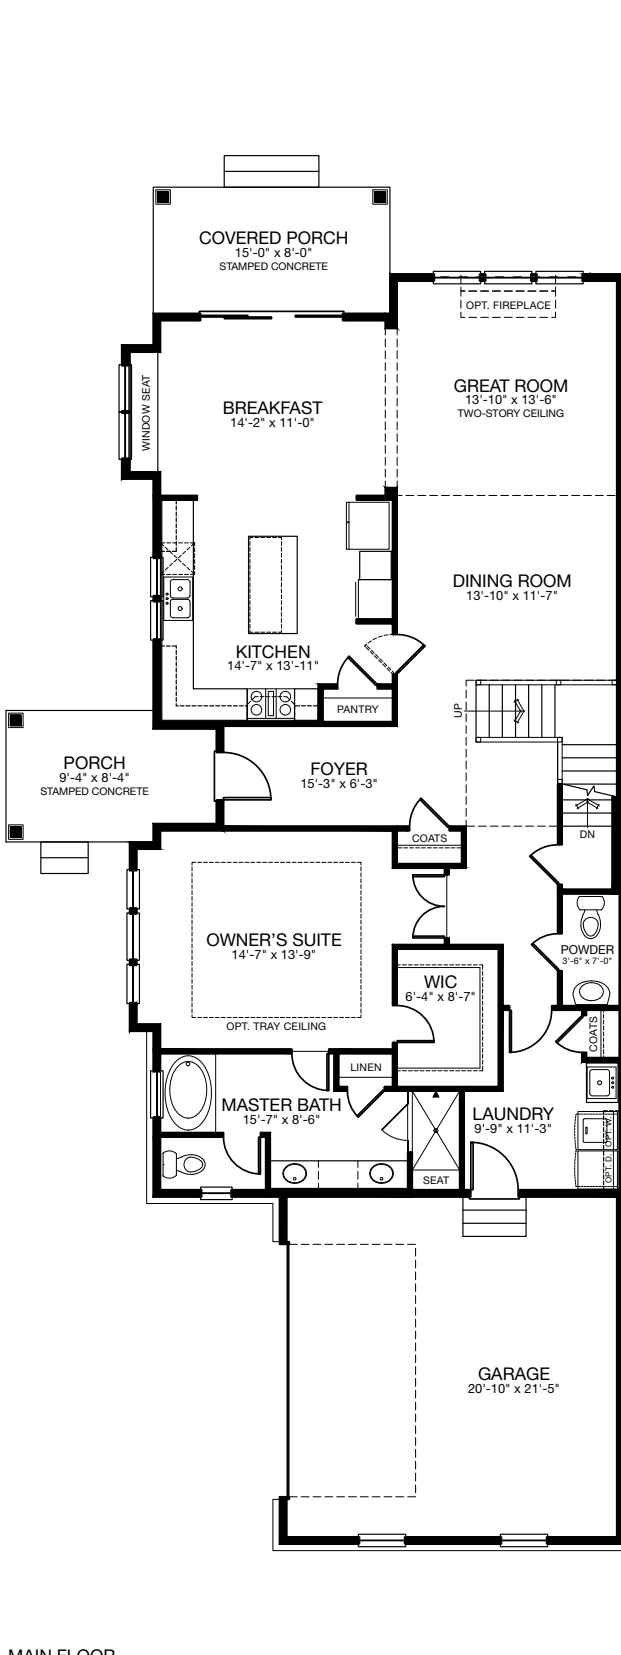 COVERED PORCH
15'-0" x 8'-0"
STAMPED CONCRETE
OPT. FIREPLACE
GREAT ROOM
13'-10" x 13'-6"
TWO-STORY CEILING
WINDOW SEAT
BREAKFAST
14'-2" x 11'-0"
DINING ROOM
13'-10" x 11'-7"
KITCHEN
14'-7" x 13'-11"
PANTRY
UP
PORCH
9'-4" x 8'-4"
STAMPED CONCRETE
FOYER
15'-3" x 6'-3"
COATS
DN
OWNER'S SUITE
14'-7" x 13'-9"
OPT. TRAY CEILING
POWDER
3'-6" x 7'-0"
WIC
6'-4" x 8'-7"
COATS
LINEN
MASTER BATH
15'-7" x 8'-6"
LAUNDRY
9'-9" x 11'-3"
OPT. W.
OPT. D.
SEAT
GARAGE
20'-10" x 21'-5"
MAIN FLOOR